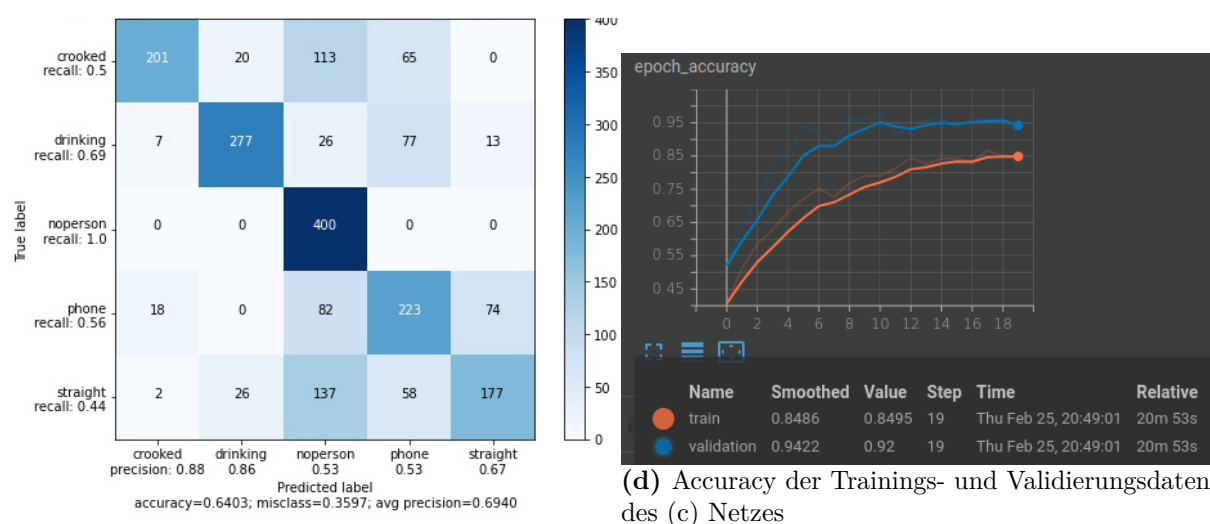 400
350
300
250
200
150
100
50
0
True label
crooked
recall: 0.5
201 20 113 65 0
drinking
recall: 0.69
7 277 26 77 13
noperson
recall: 1.0
0 0 400 0 0
phone
recall: 0.56
18 0 82 223 74
straight
recall: 0.44
2 26 137 58 177
crooked drinking noperson phone straight
precision: 0.88 0.86 0.53 0.53 0.67
Predicted label
accuracy=0.6403; misclass=0.3597; avg precision=0.6940
epoch_accuracy
0.95
0.85
0.75
0.65
0.55
0.45
0 2 4 6 8 10 12 14 16 18
Name Smoothed Value Step Time Relative
train 0.8486 0.8495 19 Thu Feb 25, 20:49:01 20m 53s
validation 0.9422 0.92 19 Thu Feb 25, 20:49:01 20m 53s
(d) Accuracy der Trainings- und Validierungsdaten
des (c) Netzes